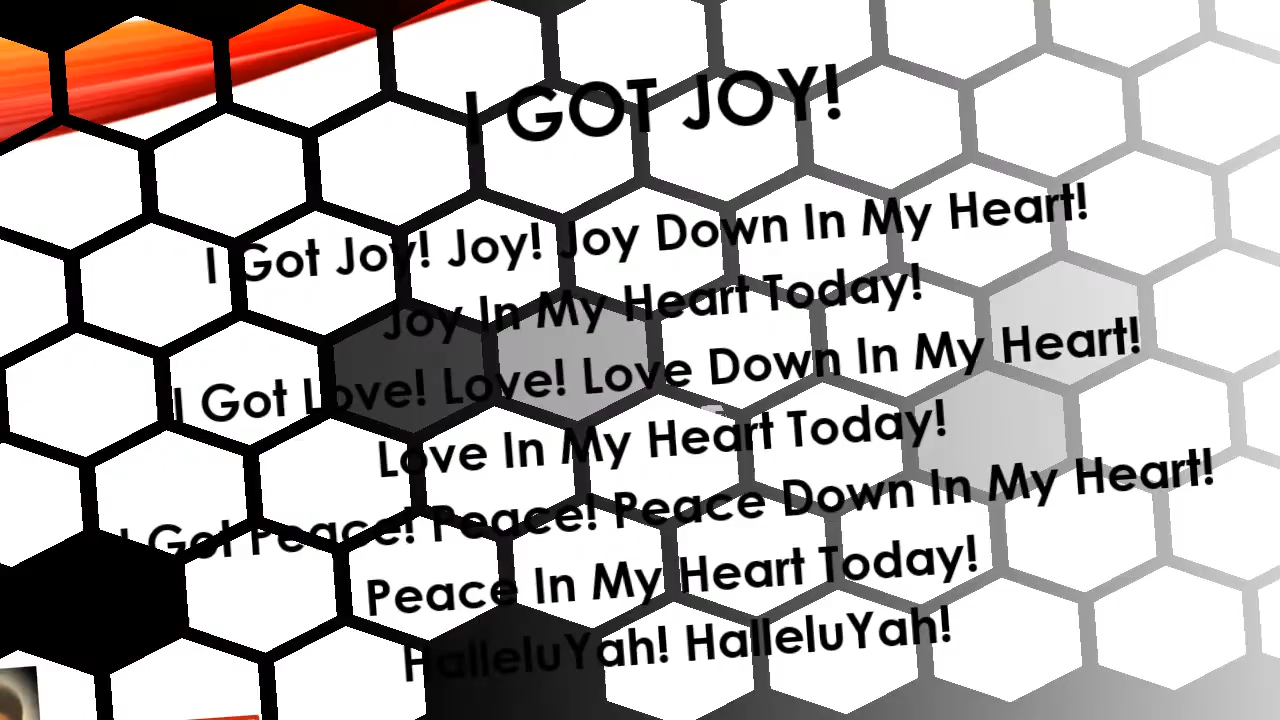 I GOT JOY!
I Got Joy! Joy! Joy Down In My Heart!
Joy In My Heart Today!
I Got Love! Love! Love Down In My Heart!
Love In My Heart Today!
I Got Peace! Peace! Peace Down In My Heart!
Peace In My Heart Today!
HalleluYah! HalleluYah!